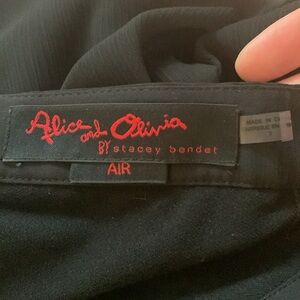 Alice and Olivia
BY stacey bendet
AIR
MADE IN